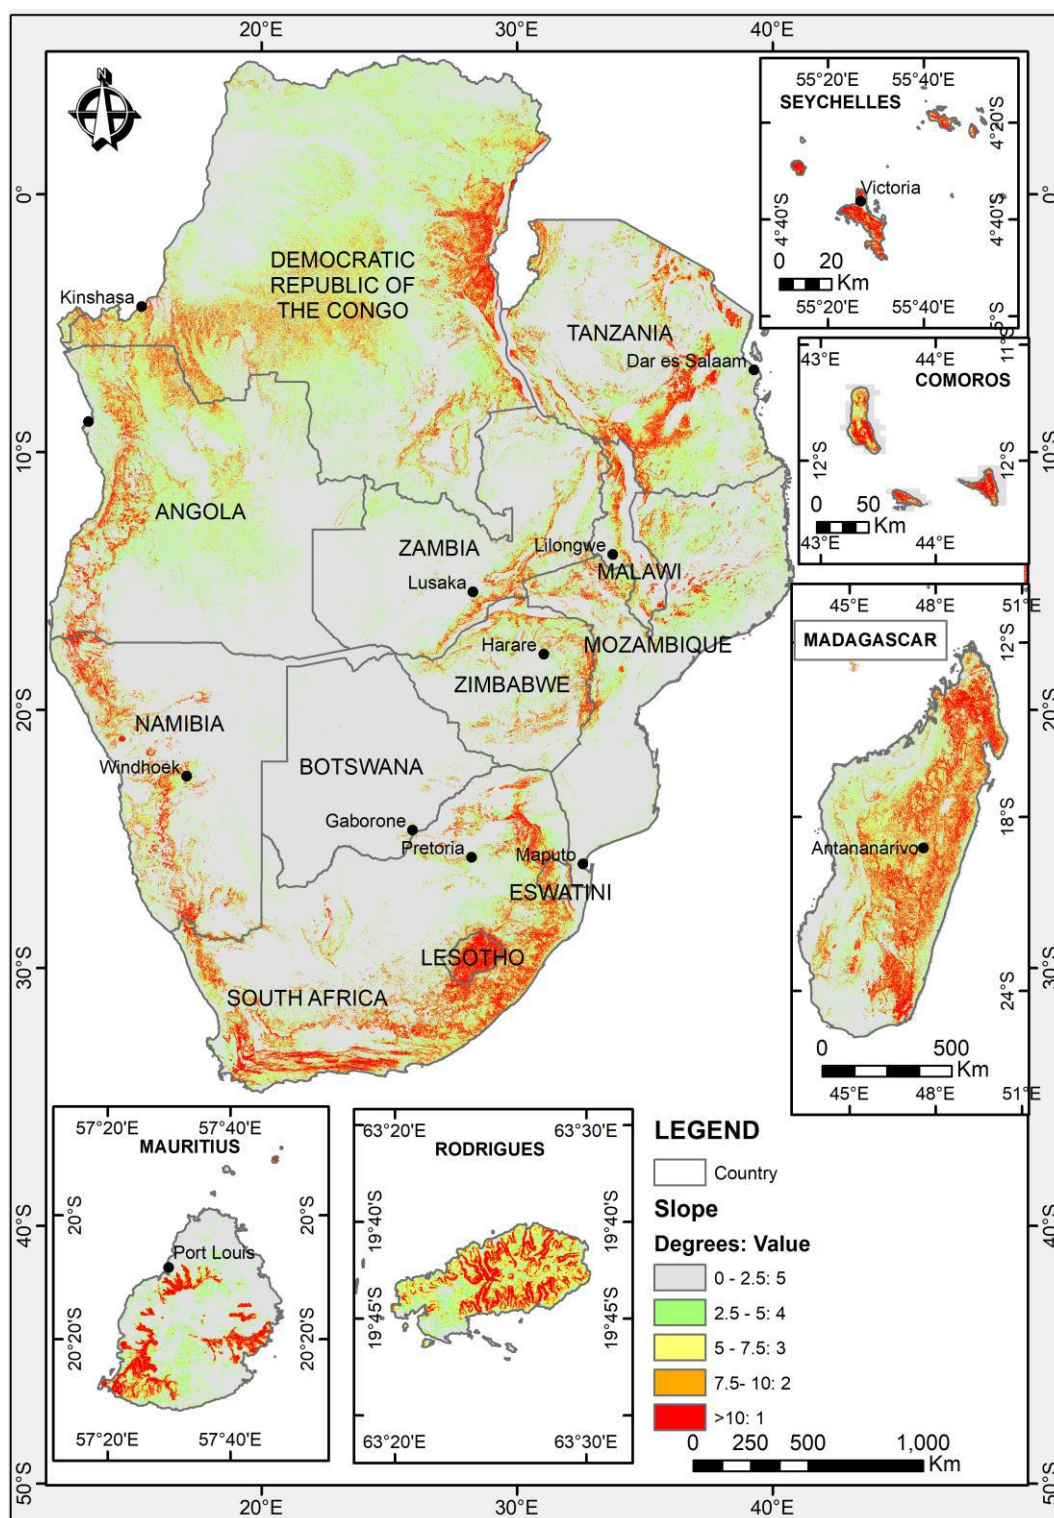 20°E 30°E 40°E
N
0°
10°S
20°S
30°S
40°S
50°S
0°
10°S
20°S
30°S
40°S
50°S
20°E 30°E 40°E
DEMOCRATIC
REPUBLIC OF
THE CONGO
Kinshasa
TANZANIA
Dar es Salaam
ANGOLA
ZAMBIA
Lilongwe
MALAWI
Lusaka
MOZAMBIQUE
Harare
ZIMBABWE
NAMIBIA
Windhoek
BOTSWANA
Gaborone
Pretoria
Maputo
ESWATINI
LESOTHO
SOUTH AFRICA
55°20'E 55°40'E
SEYCHELLES
4°20'S
4°40'S
4°40'S
Victoria
0 20
Km
55°20'E 55°40'E
43°E 44°E
11°S
COMOROS
12°S
12°S
0 50
Km
43°E 44°E
45°E 48°E 51°E
MADAGASCAR
12°S
18°S
24°S
Antananarivo
0 500
Km
45°E 48°E 51°E
57°20'E 57°40'E
MAURITIUS
20°S
20°S
Port Louis
20°20'S
20°20'S
57°20'E 57°40'E
63°20'E 63°30'E
RODRIGUES
19°40'S
19°40'S
19°45'S
19°45'S
63°20'E 63°30'E
LEGEND
Country
Slope
Degrees: Value
0 - 2.5: 5
2.5 - 5: 4
5 - 7.5: 3
7.5- 10: 2
>10: 1
0 250 500 1,000
Km